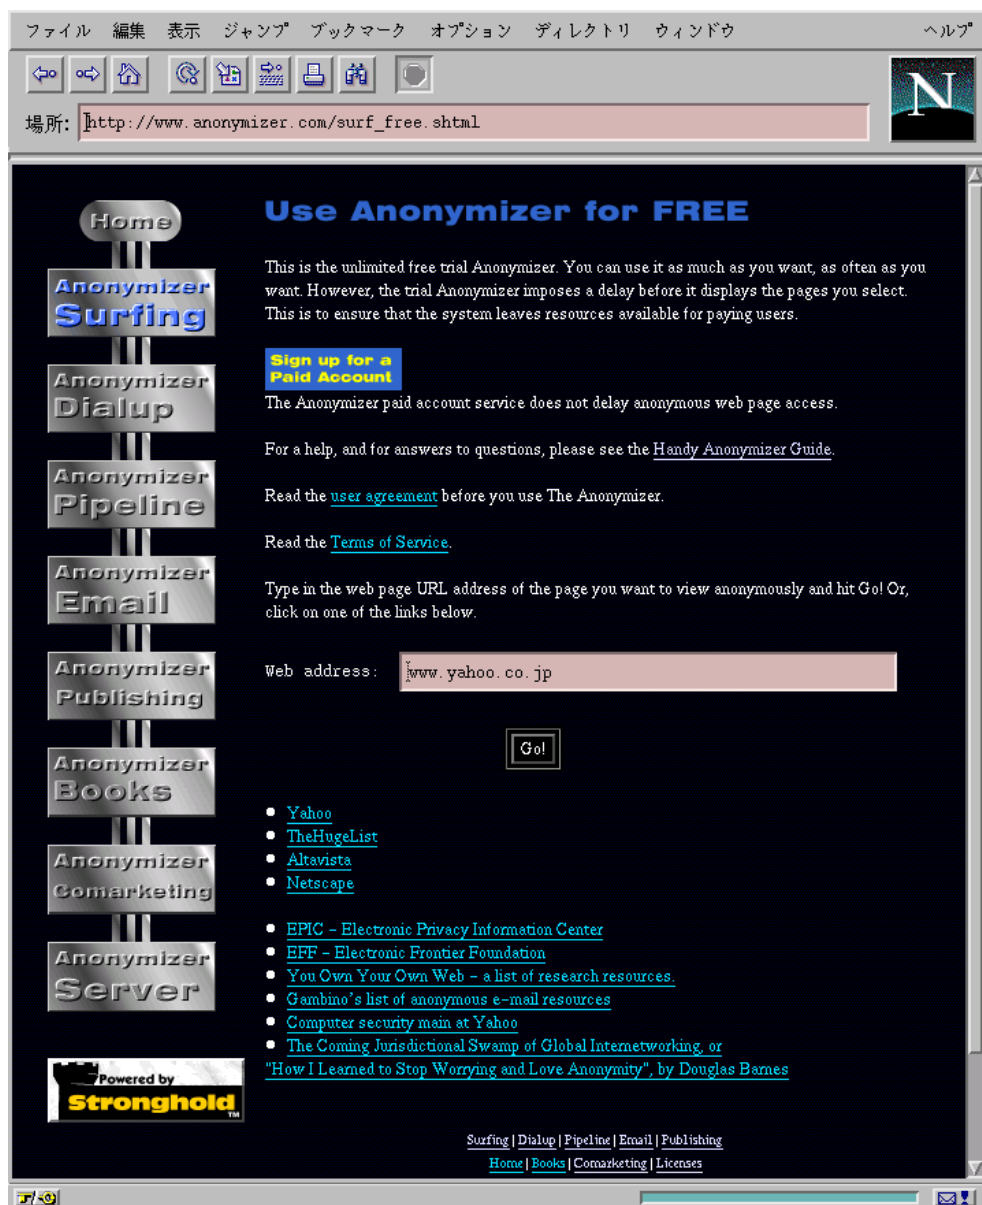 ファイル 編集 表示 ジャンプ ブックマーク オプション ディレクトリ ウィンドウ ヘルプ
場所: http://www.anonymizer.com/surf_free.shtml
N
Use Anonymizer for FREE
This is the unlimited free trial Anonymizer. You can use it as much as you want, as often as you
want. However, the trial Anonymizer imposes a delay before it displays the pages you select.
This is to ensure that the system leaves resources available for paying users.
Sign up for a
Paid Account
The Anonymizer paid account service does not delay anonymous web page access.
For a help, and for answers to questions, please see the Handy Anonymizer Guide.
Read the user agreement before you use The Anonymizer.
Read the Terms of Service.
Type in the web page URL address of the page you want to view anonymously and hit Go! Or,
click on one of the links below.
Web address: www.yahoo.co.jp
Go!
Yahoo
TheHugeList
Altavista
Netscape
EPIC – Electronic Privacy Information Center
EFF – Electronic Frontier Foundation
You Own Your Own Web – a list of research resources.
Gambino's list of anonymous e–mail resources
Computer security main at Yahoo
The Coming Jurisdictional Swamp of Global Internetworking, or
"How I Learned to Stop Worrying and Love Anonymity", by Douglas Barnes
Surfing | Dialup | Pipeline | Email | Publishing
Home | Books | Comarketing | Licenses
Home
Anonymizer
Surfing
Anonymizer
Dialup
Anonymizer
Pipeline
Anonymizer
Email
Anonymizer
Publishing
Anonymizer
Books
Anonymizer
Comarketing
Anonymizer
Server
Powered by
Stronghold
TM